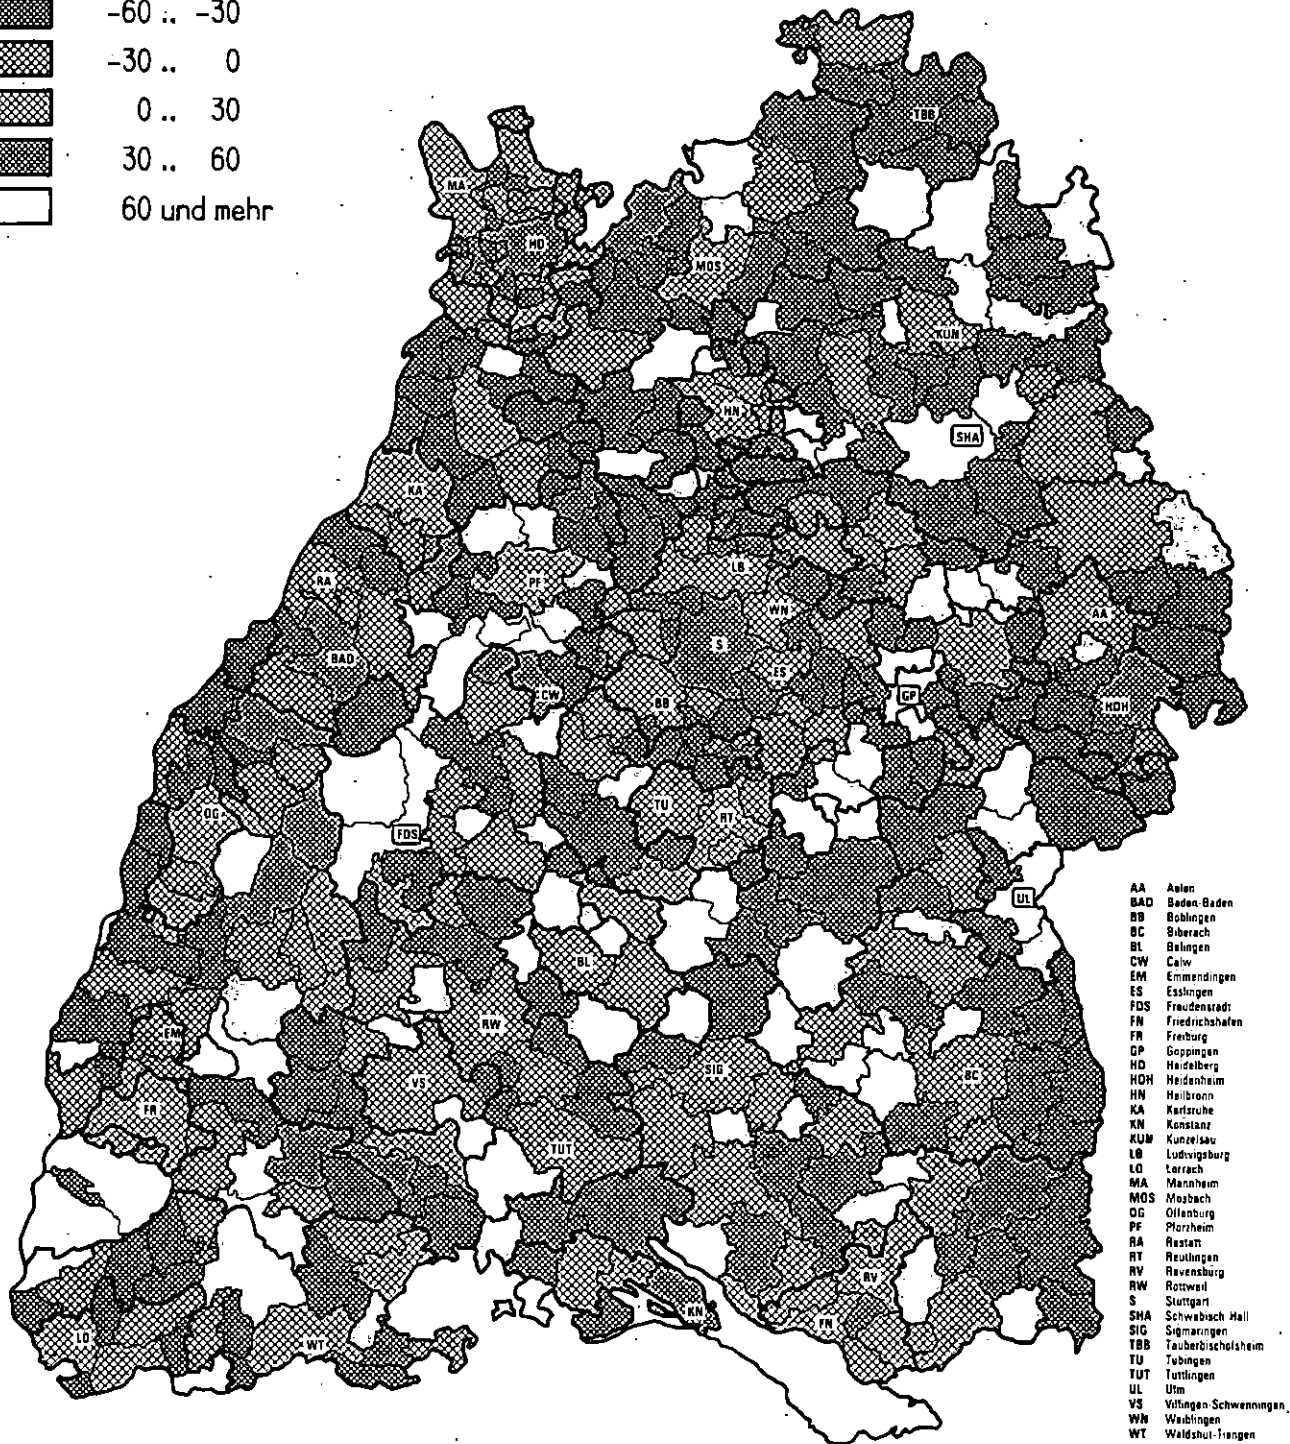 -60 .. -30
-30 .. 0
0 .. 30
30 .. 60
60 und mehr
TBB
MA
HD
MOS
KUN
HN
SHA
KA
LB
RA
PF
WN
AA
BAD
S
ES
CW
BB
GP
HDH
TU
OG
RT
FDS
UL
BL
EM
RW
VS
SIG
BC
FR
TUT
RV
KN
FN
LO
WT
AA Aalen
BAD Baden-Baden
BB Boblingen
BC Biberach
BL Balingen
CW Calw
EM Emmendingen
ES Esslingen
FDS Freudenstadt
FN Friedrichshafen
FR Freiburg
GP Goppingen
HD Heidelberg
HDH Heidenheim
HN Heilbronn
KA Karlsruhe
KN Konstanz
KUN Kunzelsau
LB Ludwigsburg
LO Lorrach
MA Mannheim
MOS Mosbach
OG Offenburg
PF Pforzheim
RA Rastatt
RT Reutlingen
RV Ravensburg
RW Rottweil
S Stuttgart
SHA Schwabisch Hall
SIG Sigmaringen
TBB Tauberbischofsheim
TU Tubingen
TUT Tuttlingen
UL Ulm
VS Villingen-Schwenningen
WN Waiblingen
WT Waldshut-Tiengen